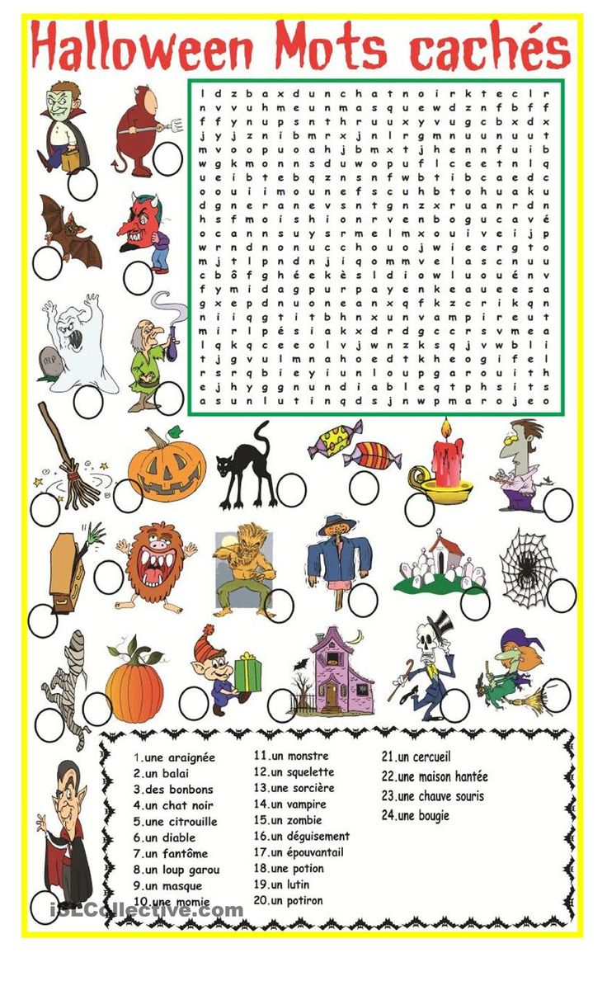 Halloween Mots cachés
l d z b a x d u n c h a t n o i r k t e c l r
n v v u h m e u n m a s q u e w d z n f b f f
f f y n u p s n t h r u u x y v u g c b x d x
j y j z n i b m r x j n l r g m n u u n u u t
m v o o p u o a h j b m x t j h e n n f u i b
w g k m o n n s d u w o p u f l c e e t n l q
u e i b t e b q z n s n f w b t i b c a e d c
o o u i i m o u n e f s c u h b t o h u a k u
d g n e r a n e v s n t g n z x r u a n r d n
h s f m o i s h i o n r v e n b o g u c a v é
o c a n n s u y s r m e l m x o u i v e i j p
w r n d n o n u c c h o u o j w i e e r g t o
m j t l p n d n j i q o m m v e l a s c n u u
c b ô f g h é e k è s l d i o w l u o u é n v
f y m i d a g p u r p a y e n k e a u e e s a
g x e p d n u o n e a n x q f k z c r i k q n
n i i q g t i t b h n x u n v a m p i r e u t
m i r l p é s i a k x d r d g c c r s v m e a
l q k q c e e o l v j w n z k s q j v w b l i
t j g v u l m n a h o e d t k h e o g i f e l
r s r q b i e y i u n l o u p g a r o u i t h
e j h y g g n u n d i a b l e q t p h s i t s
a s u n l u t i n q d s j n w p m a r o j e o
RIP
1.une araignée
2.un balai
3.des bonbons
4.un chat noir
5.une citrouille
6.un diable
7.un fantôme
8.un loup garou
9.un masque
10.une momie
11.un monstre
12.un squelette
13.une sorcière
14.un vampire
15.un zombie
16.un déguisement
17.un épouvantail
18.une potion
19.un lutin
20.un potiron
21.un cercueil
22.une maison hantée
23.une chauve souris
24.une bougie
iSLCollective.com